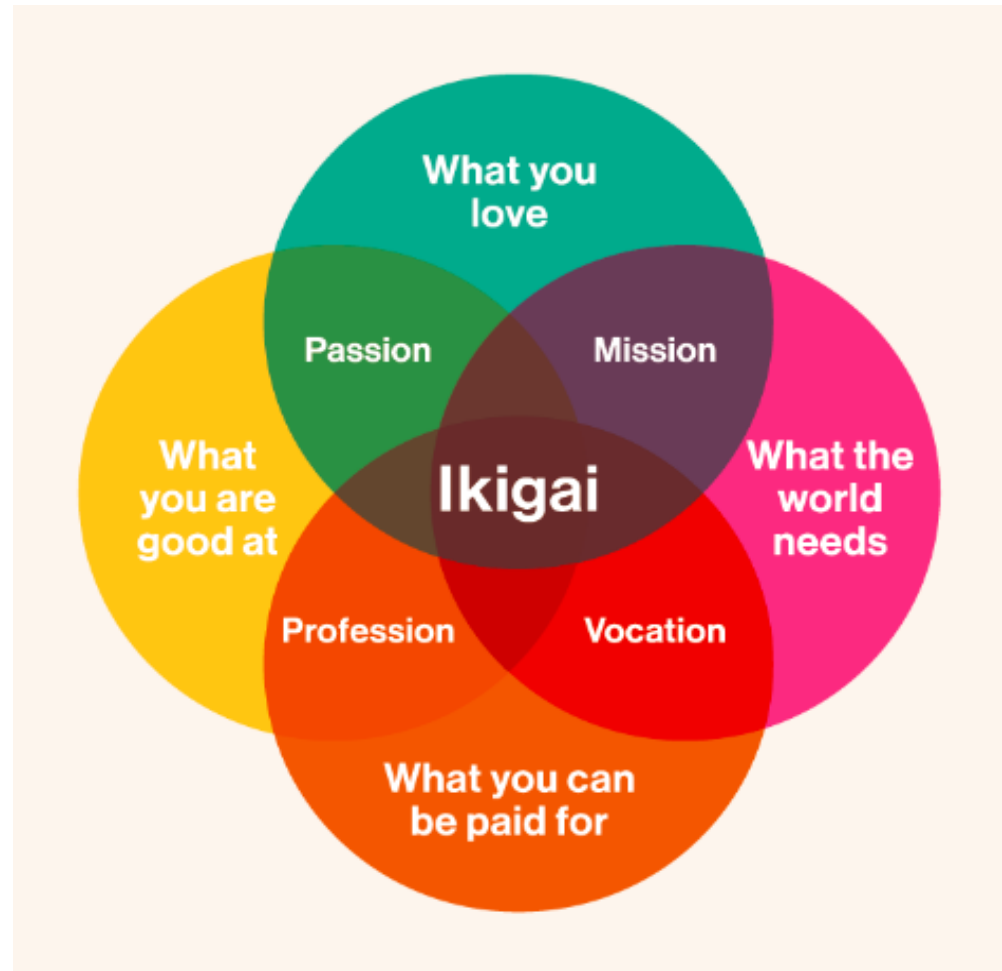 What you
love
Passion
Mission
What
you are
good at
Ikigai
What the
world
needs
Profession
Vocation
What you can
be paid for